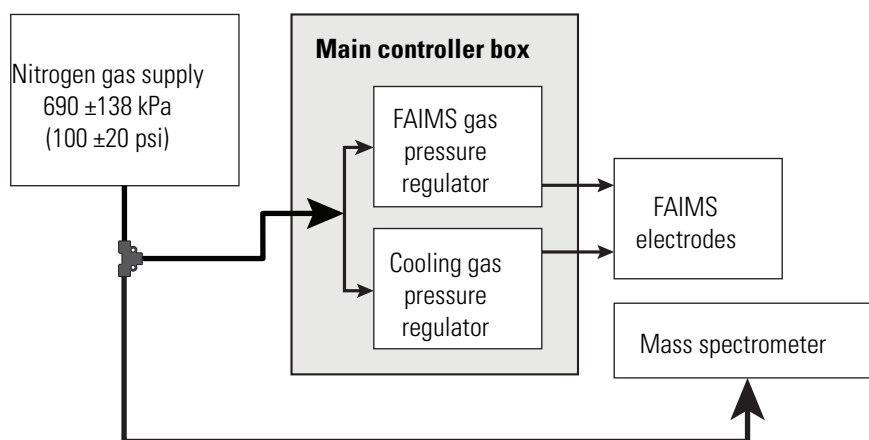 Nitrogen gas supply
690 ±138 kPa
(100 ±20 psi)
Main controller box
FAIMS gas
pressure
regulator
Cooling gas
pressure
regulator
FAIMS
electrodes
Mass spectrometer